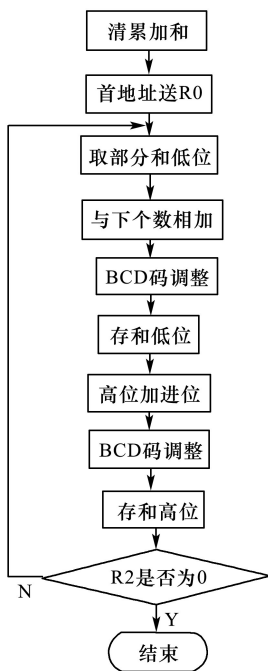 清累加和
首地址送R0
取部分和低位
与下个数相加
BCD码调整
存和低位
高位加进位
BCD码调整
存和高位
R2是否为0
N
Y
结束